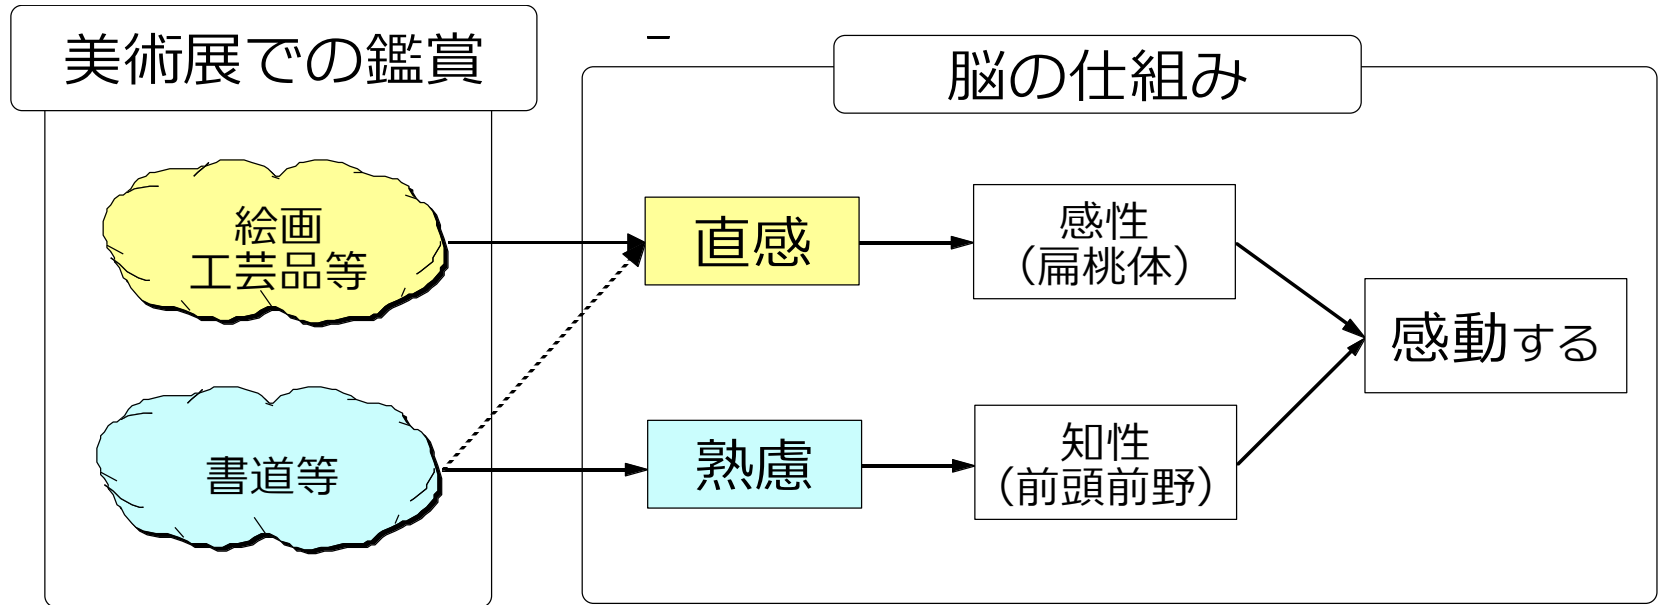 美術展での鑑賞
脳の仕組み
絵画
工芸品等
直感
感性
（扁桃体）
感動する
書道等
熟慮
知性
（前頭前野）